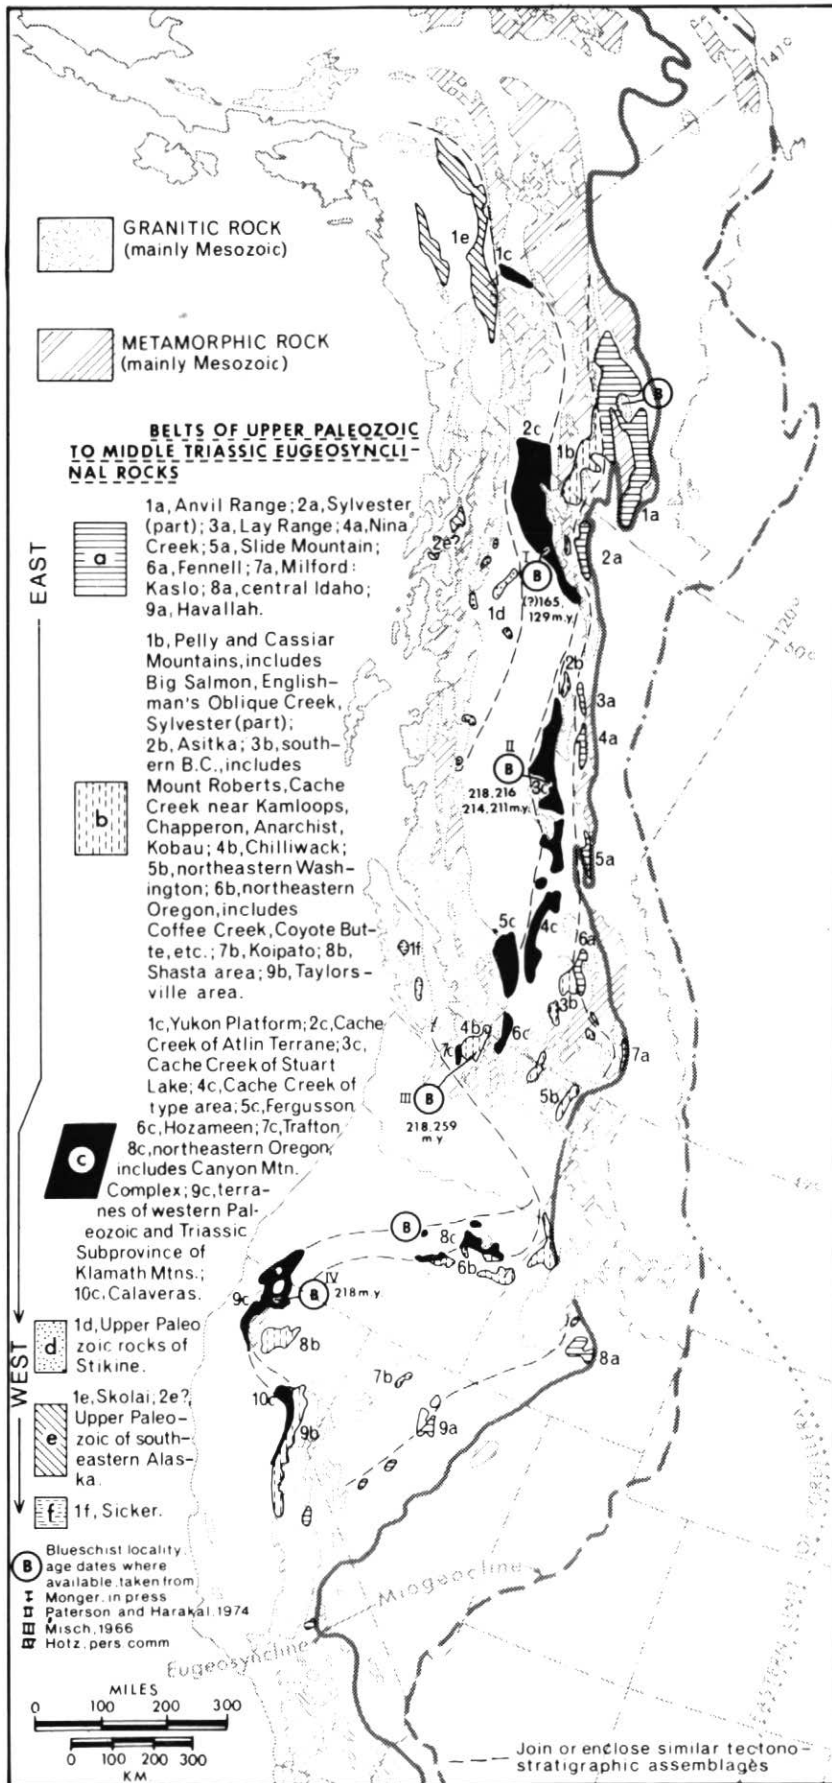 GRANITIC ROCK
(mainly Mesozoic)
METAMORPHIC ROCK
(mainly Mesozoic)
BELTS OF UPPER PALEOZOIC
TO MIDDLE TRIASSIC EUGEOSYNCLI-
NAL ROCKS
EAST
WEST
a
1a, Anvil Range; 2a, Sylvester
(part); 3a, Lay Range; 4a, Nina
Creek; 5a, Slide Mountain;
6a, Fennell; 7a, Milford:
Kaslo; 8a, central Idaho;
9a, Havallah.
b
1b, Pelly and Cassiar
Mountains, includes
Big Salmon, English-
man's Oblique Creek,
Sylvester (part);
2b, Asitka; 3b, south-
ern B.C., includes
Mount Roberts, Cache
Creek near Kamloops,
Chapperon, Anarchist,
Kobau; 4b, Chilliwack;
5b, northeastern Wash-
ington; 6b, northeastern
Oregon, includes
Coffee Creek, Coyote But-
te, etc.; 7b, Koipato; 8b,
Shasta area; 9b, Taylors-
ville area.
c
1c, Yukon Platform; 2c, Cache
Creek of Atlin Terrane; 3c,
Cache Creek of Stuart
Lake; 4c, Cache Creek of
type area; 5c, Fergusson
6c, Hozameen; 7c, Trafton
8c, northeastern Oregon,
includes Canyon Mtn.
Complex; 9c, terra-
nes of western Pal-
eozoic and Triassic
Subprovince of
Klamath Mtns.;
10c, Calaveras.
d
1d, Upper Paleo
zoic rocks of
Stikine.
e
1e, Skolai, 2e?,
Upper Paleo-
zoic of south-
eastern Alas-
ka.
f
1f, Sicker.
B
Blueschist locality,
age dates where
available, taken from
I Monger, in press
II Paterson and Harakal, 1974
III Misch, 1966
IV Hotz, pers. comm
MILES
0 100 200 300
0 100 200 300
KM
Join or enclose similar tectono-
stratigraphic assemblages
141°
1e
1c
B
2c
1b
1a
2e?
2a
I
B
(?)165,
129 m.y.
1d
120°
60°
2b
3a
4a
II
B
3c
218, 216
214, 211 m.y.
5a
5c
4c
1f
6a
3b
4b
6c
7c
7a
III
B
218, 259
m y
5b
B
8c
6b
IV
9c
B
218 m.y.
8b
8a
7b
10c
9b
9a
Miogeocline
Eugeosyncline
EASTERN LIMIT OF CORDILLERA